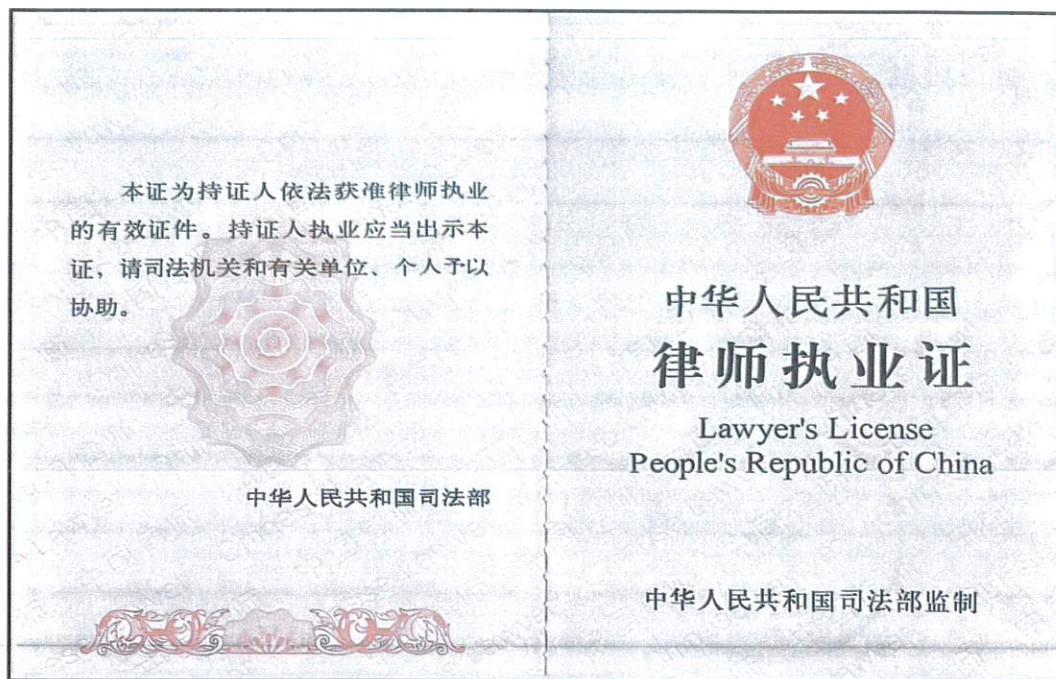 本证为持证人依法获准律师执业
的有效证件。持证人执业应当出示本
证、请司法机关和有关单位、个人予以
协助。
中华人民共和国司法部
中华人民共和国
律师执业证
Lawyer's License
People's Republic of China
中华人民共和国司法部监制